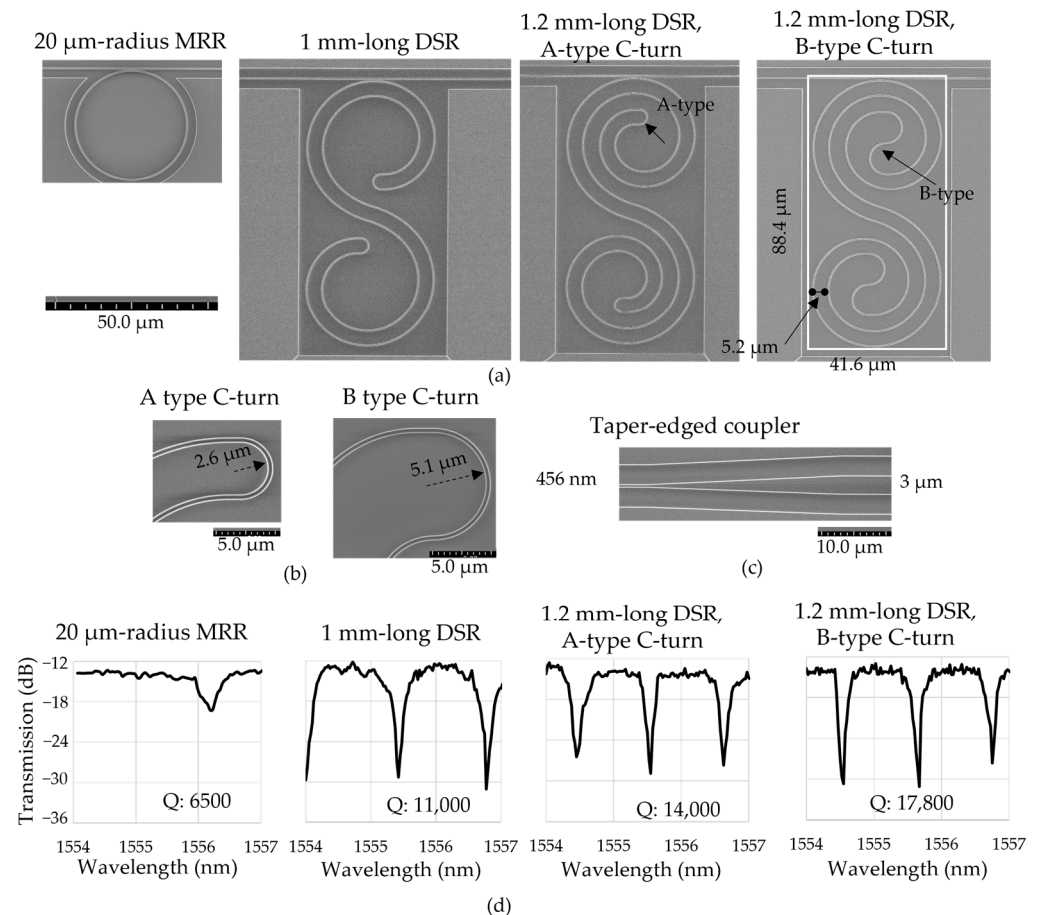 20 μm-radius MRR
1 mm-long DSR
1.2 mm-long DSR,
A-type C-turn
1.2 mm-long DSR,
B-type C-turn
A-type
B-type
88.4 μm
50.0 μm
5.2 μm
41.6 μm
(a)
A type C-turn
B type C-turn
Taper-edged coupler
2.6 μm
5.1 μm
456 nm
3 μm
5.0 μm
5.0 μm
10.0 μm
(b)
(c)
20 μm-radius MRR
1 mm-long DSR
1.2 mm-long DSR,
A-type C-turn
1.2 mm-long DSR,
B-type C-turn
Transmission (dB)
−12
−18
−24
−30
−36
Q: 6500
Q: 11,000
Q: 14,000
Q: 17,800
1554 1555 1556 1557
1554 1555 1556 1557
1554 1555 1556 1557
1554 1555 1556 1557
Wavelength (nm)
Wavelength (nm)
Wavelength (nm)
Wavelength (nm)
(d)